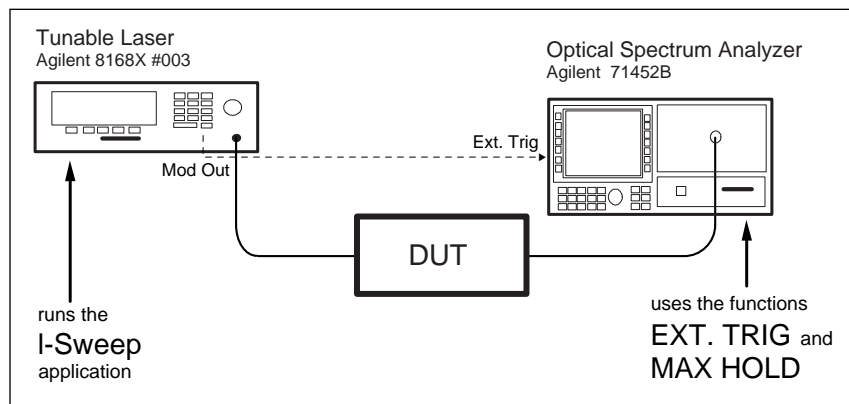 Tunable Laser
Agilent 8168X #003
Optical Spectrum Analyzer
Agilent 71452B
Ext. Trig
Mod Out
DUT
runs the
l-Sweep
application
uses the functions
EXT. TRIG and
MAX HOLD